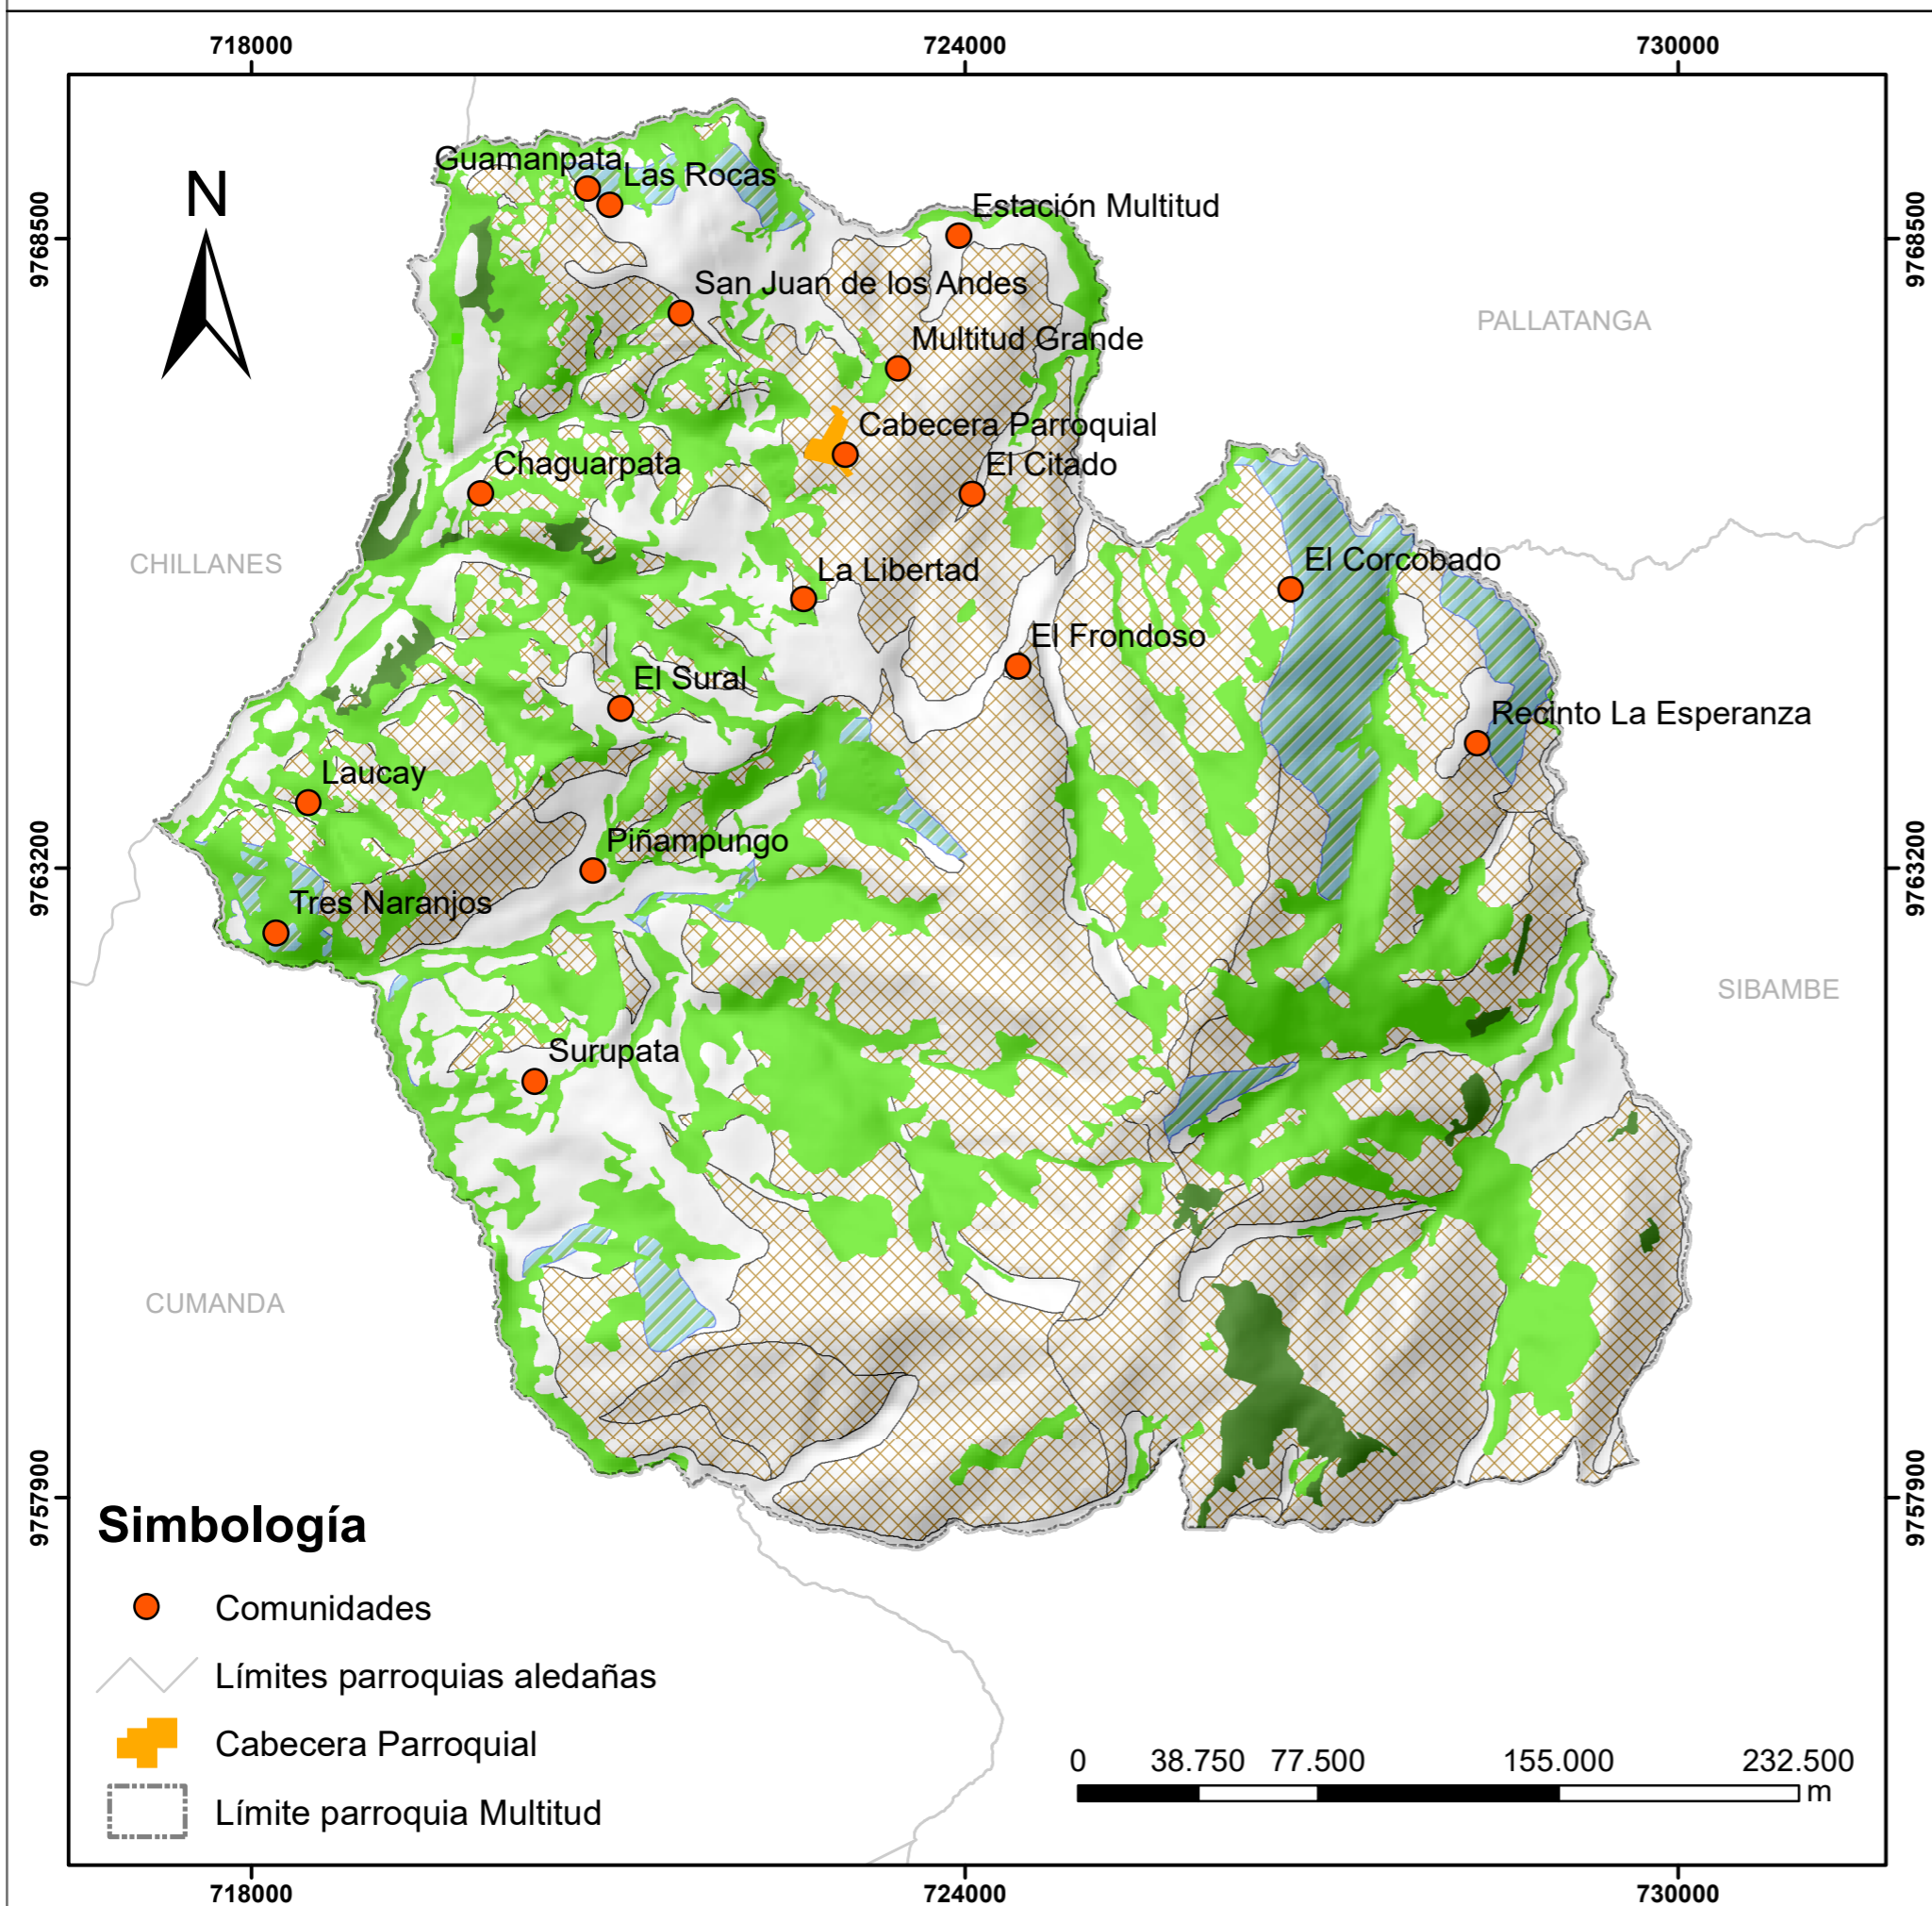 718000
724000
730000
9768500
9768500
N
Guamanpata
Las Rocas
Estación Multitud
San Juan de los Andes
PALLATANGA
Multitud Grande
Cabecera Parroquial
Chaguarpata
El Citado
CHILLANES
El Corcobado
La Libertad
El Frondoso
El Sural
Recinto La Esperanza
Laucay
Piñampungo
9763200
9763200
Tres Naranjos
SIBAMBE
Surupata
CUMANDA
9757900
9757900
Simbología
Comunidades
Límites parroquias aledañas
Cabecera Parroquial
Límite parroquia Multitud
0 38.750 77.500 155.000 232.500
m
718000
724000
730000